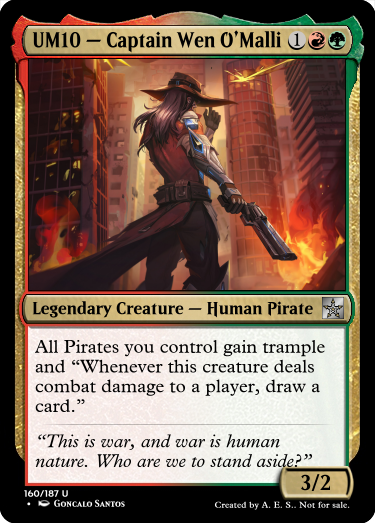 UM10 — Captain Wen O'Malli 1
Legendary Creature — Human Pirate
All Pirates you control gain trample
and “Whenever this creature deals
combat damage to a player, draw a
card.”
“This is war, and war is human
nature. Who are we to stand aside?”
3/2
160/187 U
• Goncalo Santos
Created by A. E. S.. Not for sale.